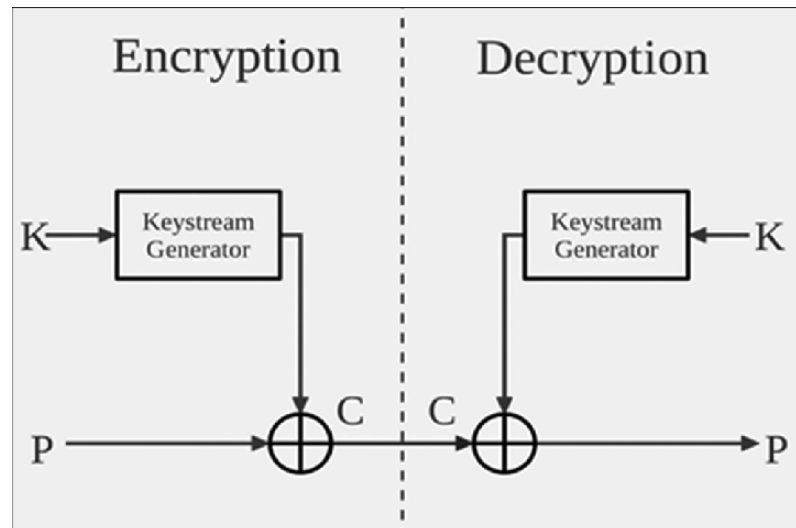 Encryption
Decryption
K
Keystream
Generator
Keystream
Generator
K
C
C
P
P